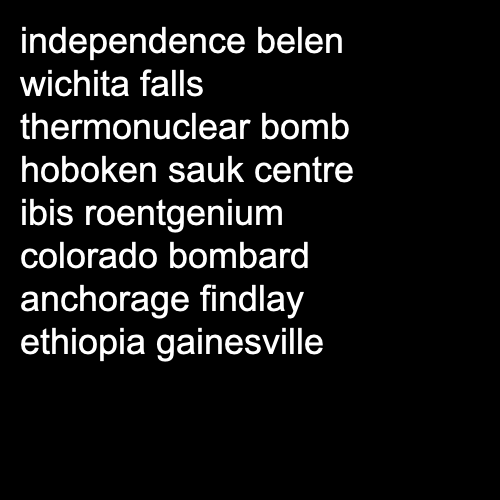 independence belen
wichita falls
thermonuclear bomb
hoboken sauk centre
ibis roentgenium
colorado bombard
anchorage findlay
ethiopia gainesville